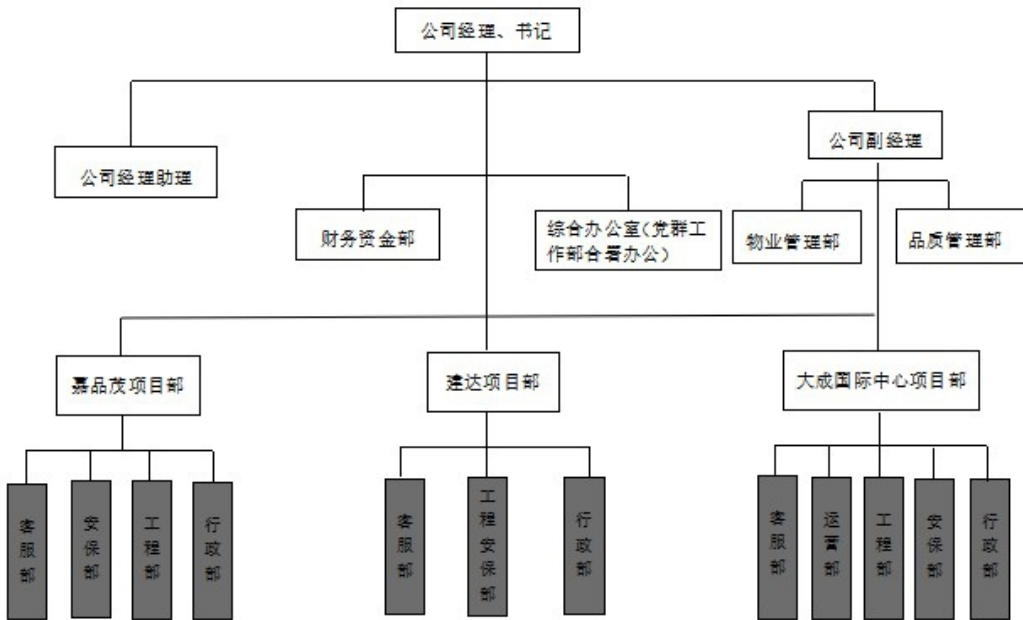 公司经理、书记
公司副经理
公司经理助理
财务资金部
综合办公室(党群工
作部合署办公)
物业管理部
品质管理部
嘉品茂项目部
建达项目部
大成国际中心项目部
客服部
安保部
工程部
行政部
客服部
工程安保部
行政部
客服部
运营部
工程部
安保部
行政部